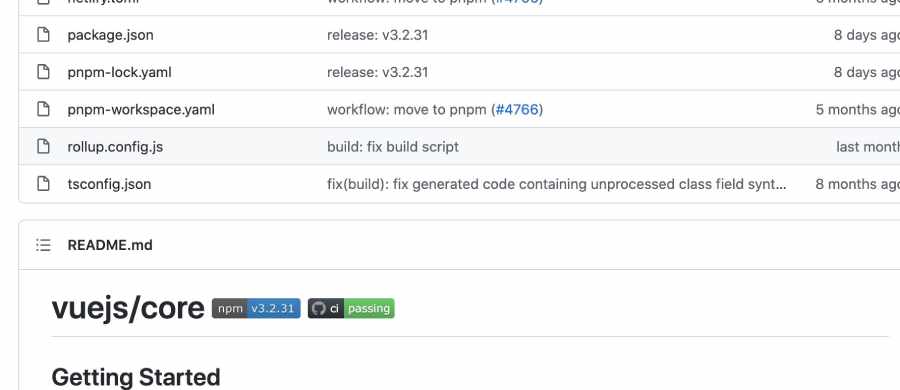 netlify.toml workflow: move to pnpm (#4766) 5 months ago
package.json release: v3.2.31 8 days ago
pnpm-lock.yaml release: v3.2.31 8 days ago
pnpm-workspace.yaml workflow: move to pnpm (#4766) 5 months ago
rollup.config.js build: fix build script last month
tsconfig.json fix(build): fix generated code containing unprocessed class field synt... 8 months ago
README.md
vuejs/core npm v3.2.31 ci passing
Getting Started